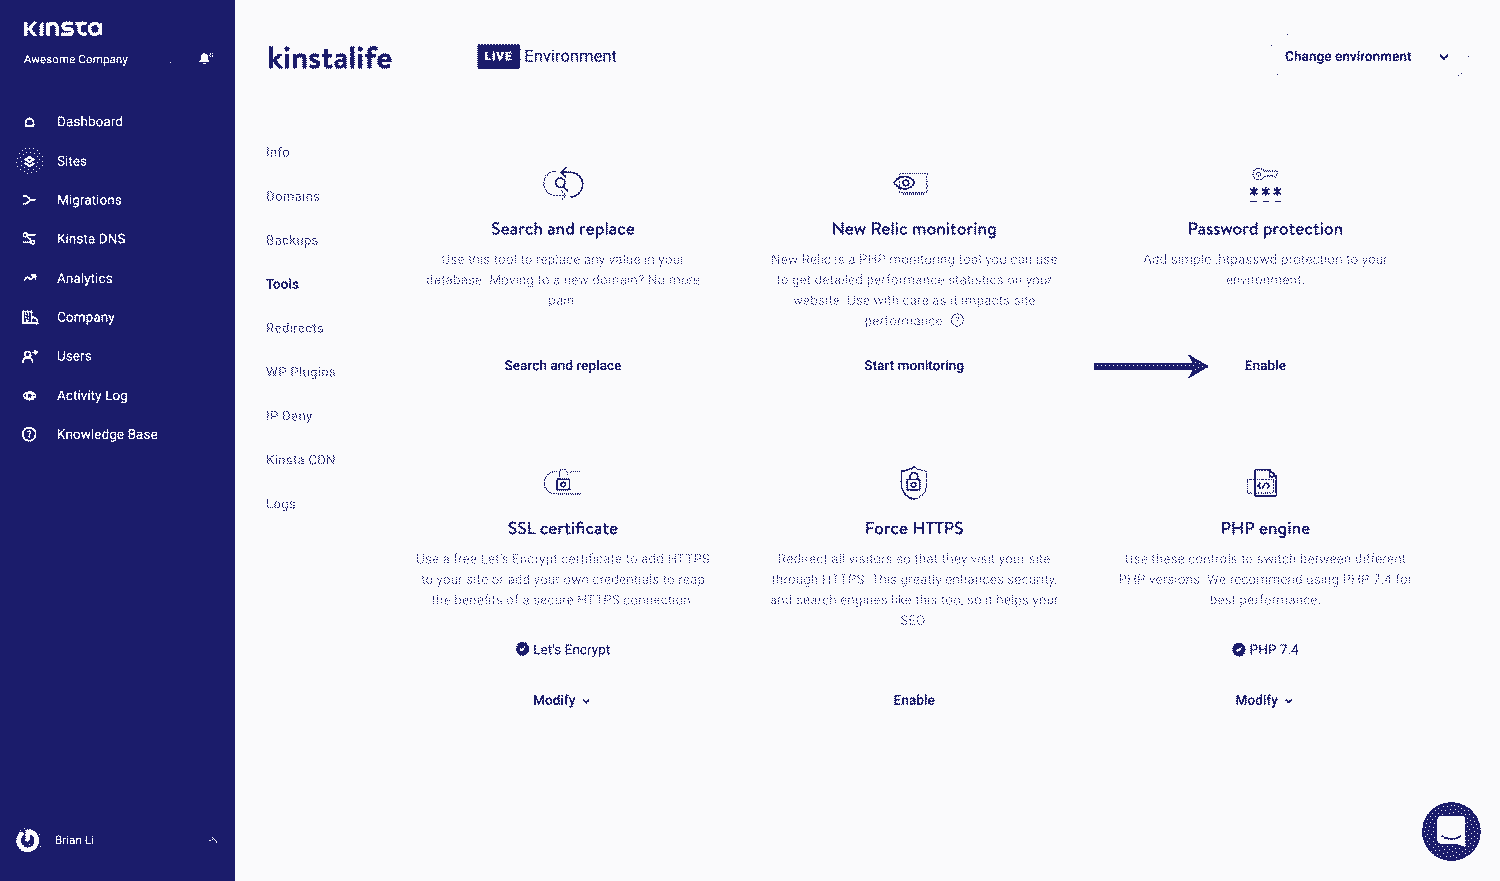 Kinsta
Awesome Company
Dashboard
Sites
Migrations
Kinsta DNS
Analytics
Company
Users
Activity Log
Knowledge Base
Brian Li
kinstalife
LIVE Environment
Change environment
Info
Domains
Backups
Tools
Redirects
WP Plugins
IP Deny
Kinsta CDN
Logs
Search and replace
Use this tool to replace any value in your
database. Moving to a new domain? No more
pain.
Search and replace
New Relic monitoring
New Relic is a PHP monitoring tool you can use
to get detailed performance statistics on your
website. Use with care as it impacts site
performance.
Start monitoring
Password protection
Add simple .htpasswd protection to your
environment.
Enable
SSL certificate
Use a free Let's Encrypt certificate to add HTTPS
to your site or add your own credentials to reap
the benefits of a secure HTTPS connection.
Let's Encrypt
Modify
Force HTTPS
Redirect all visitors so that they visit your site
through HTTPS. This greatly enhances security,
and search engines like this too, so it helps your
SEO.
Enable
PHP engine
Use these controls to switch between different
PHP versions. We recommend using PHP 7.4 for
best performance.
PHP 7.4
Modify